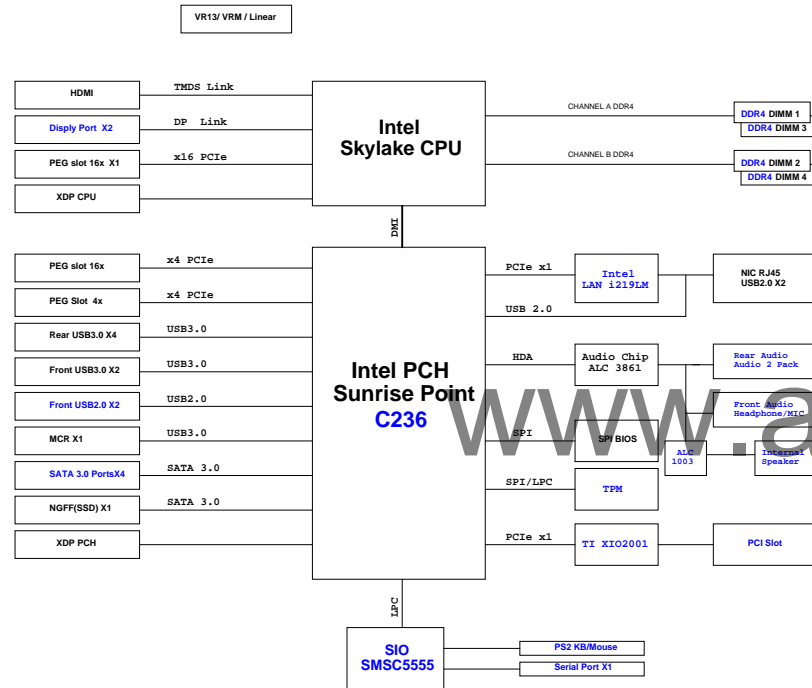 VR13/ VRM / Linear
HDMI
TMDS Link
Disply Port X2
DP Link
PEG slot 16x X1
x16 PCIe
XDP CPU
Intel
Skylake CPU
CHANNEL A DDR4
DDR4 DIMM 1
DDR4 DIMM 3
CHANNEL B DDR4
DDR4 DIMM 2
DDR4 DIMM 4
DMI
PEG slot 16x
x4 PCIe
PEG Slot 4x
x4 PCIe
Rear USB3.0 X4
USB3.0
Front USB3.0 X2
USB3.0
Front USB2.0 X2
USB2.0
MCR X1
USB3.0
SATA 3.0 PortsX4
SATA 3.0
NGFF(SSD) X1
SATA 3.0
XDP PCH
Intel PCH
Sunrise Point
C236
PCIe x1
Intel
LAN i219LM
NIC RJ45
USB2.0 X2
USB 2.0
HDA
Audio Chip
ALC 3861
Rear Audio
Audio 2 Pack
Front Audio
Headphone/MIC
SPI
SPI BIOS
ALC
1003
Internal
Speaker
SPI/LPC
TPM
PCIe x1
TI XIO2001
PCI Slot
LPC
SIO
SMSC5555
PS2 KB/Mouse
Serial Port X1
www.a